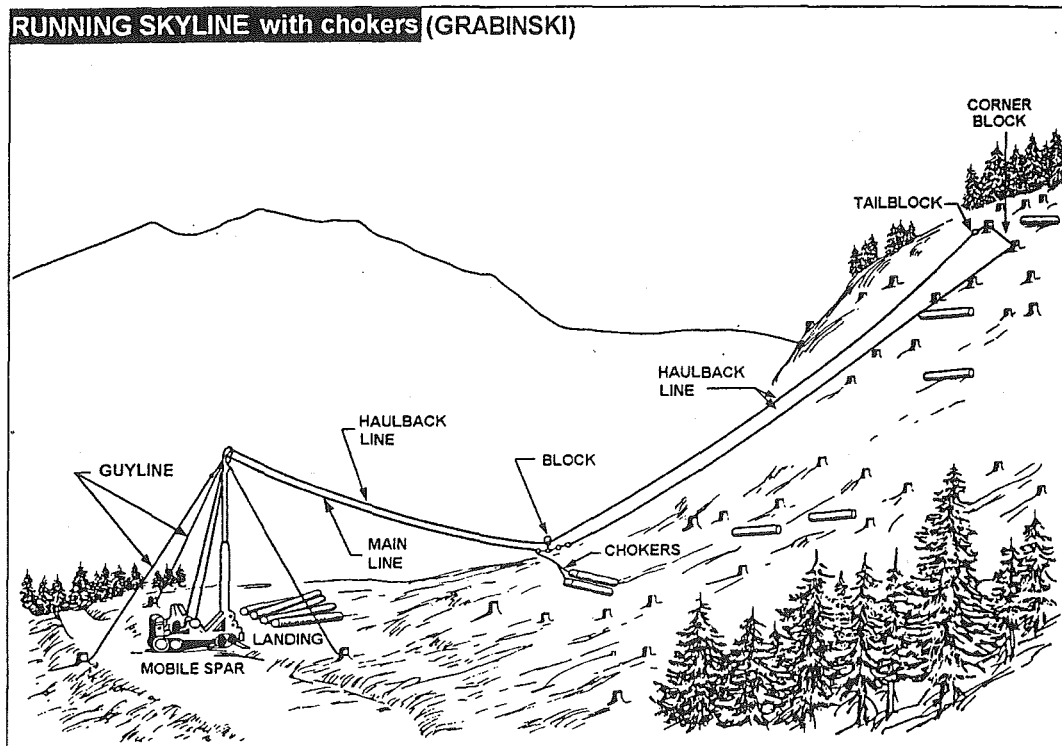 RUNNING SKYLINE with chokers (GRABINSKI)
CORNER
BLOCK
TAILBLOCK
HAULBACK
LINE
HAULBACK
LINE
GUYLINE
BLOCK
MAIN
LINE
CHOKERS
LANDING
MOBILE SPAR